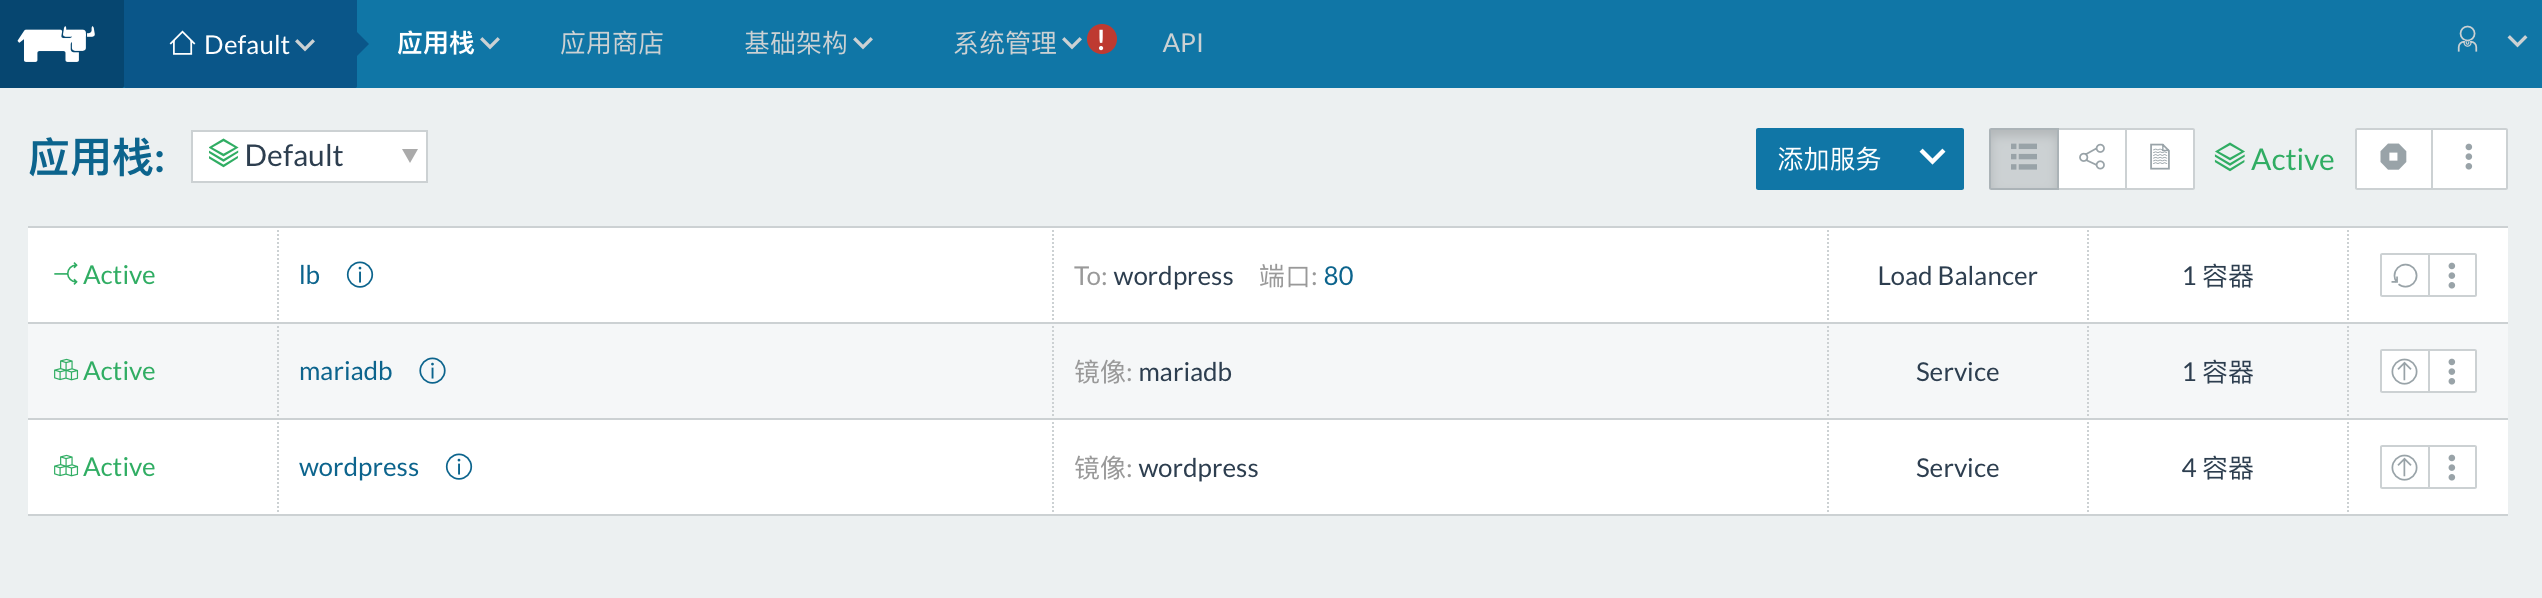 Default 应用栈 应用商店 基础架构 系统管理 API
应用栈: Default 添加服务 Active
Active lb To: wordpress 端口: 80 Load Balancer 1 容器
Active mariadb 镜像: mariadb Service 1 容器
Active wordpress 镜像: wordpress Service 4 容器